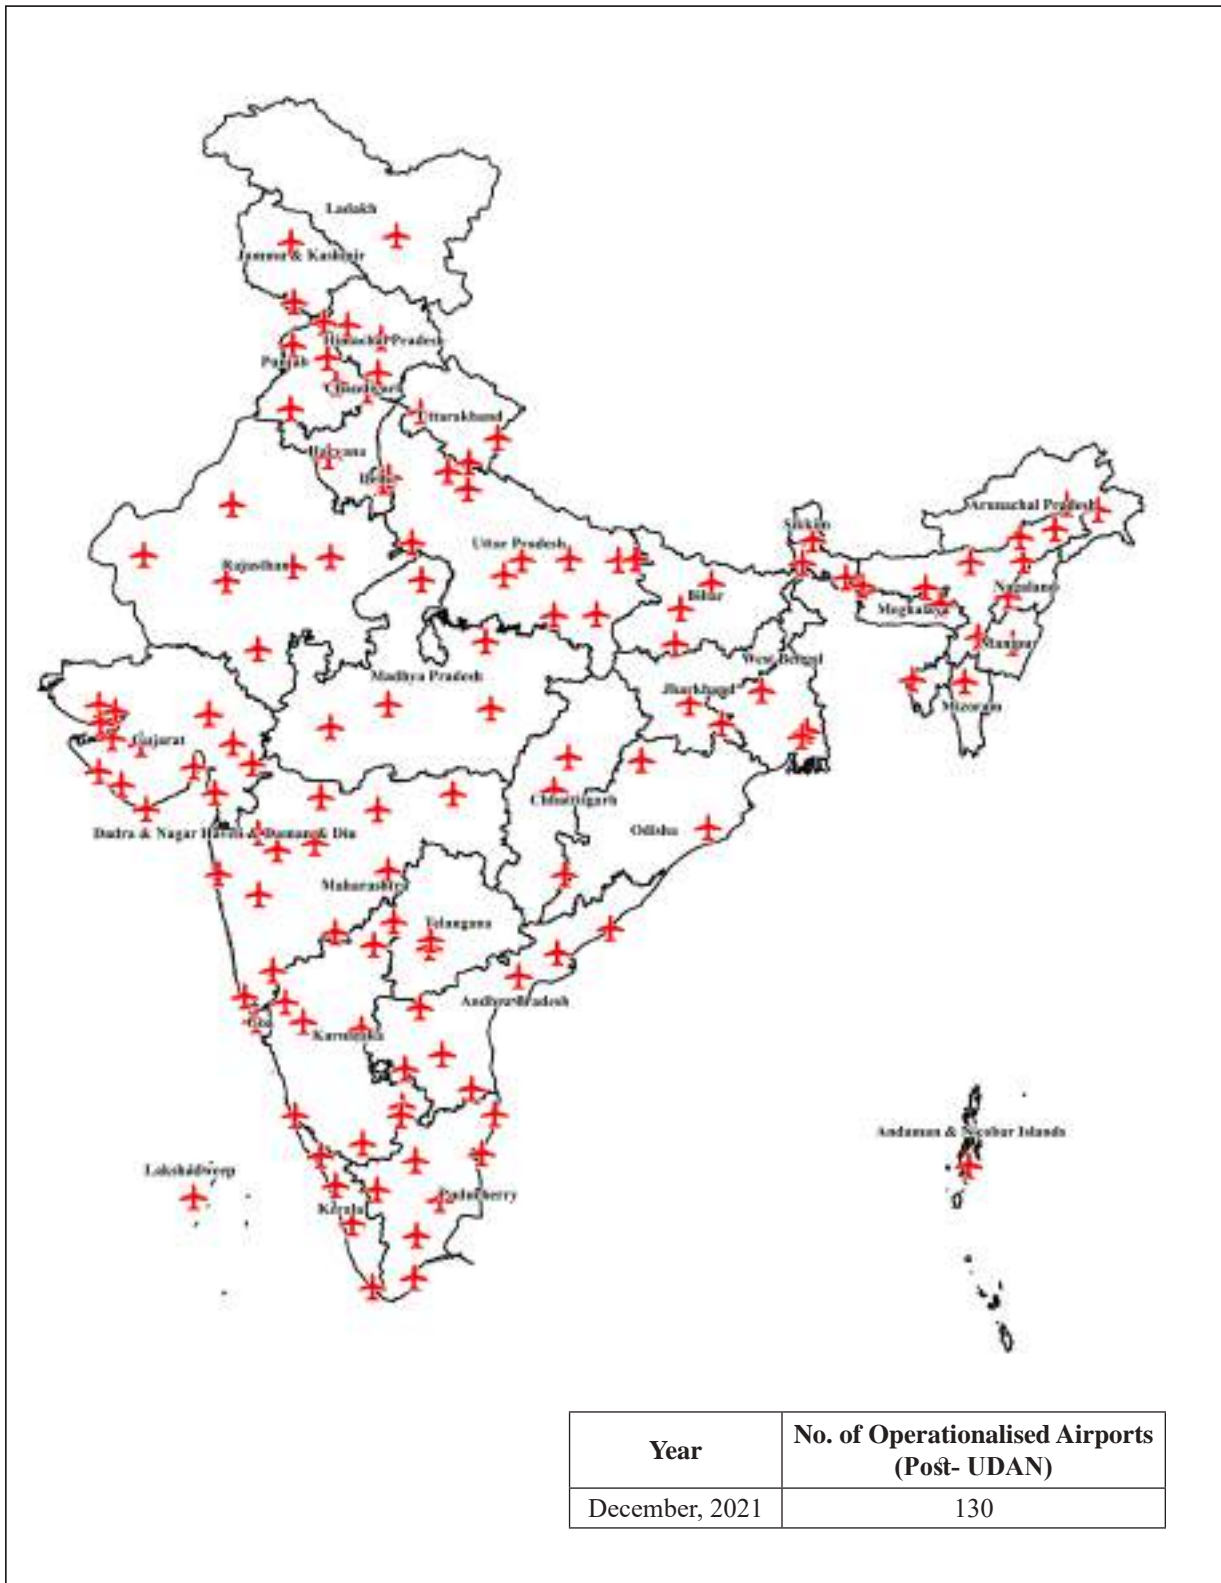 Ladakh
Jammu & Kashmir
Himachal Pradesh
Punjab
Chandigarh
Uttarakhand
Haryana
Delhi
Arunachal Pradesh
Sikkim
Uttar Pradesh
Rajasthan
Nagaland
Bihar
Meghalaya
Manipur
West Bengal
Madhya Pradesh
Jharkhand
Mizoram
Gujarat
Chhattisgarh
Odisha
Dadra & Nagar Haveli & Daman & Diu
Maharashtra
Telangana
Andhra Pradesh
Goa
Karnataka
Andaman & Nicobar Islands
Lakshadweep
Puducherry
Kerala
Year
No. of Operationalised Airports
(Post- UDAN)
December, 2021
130